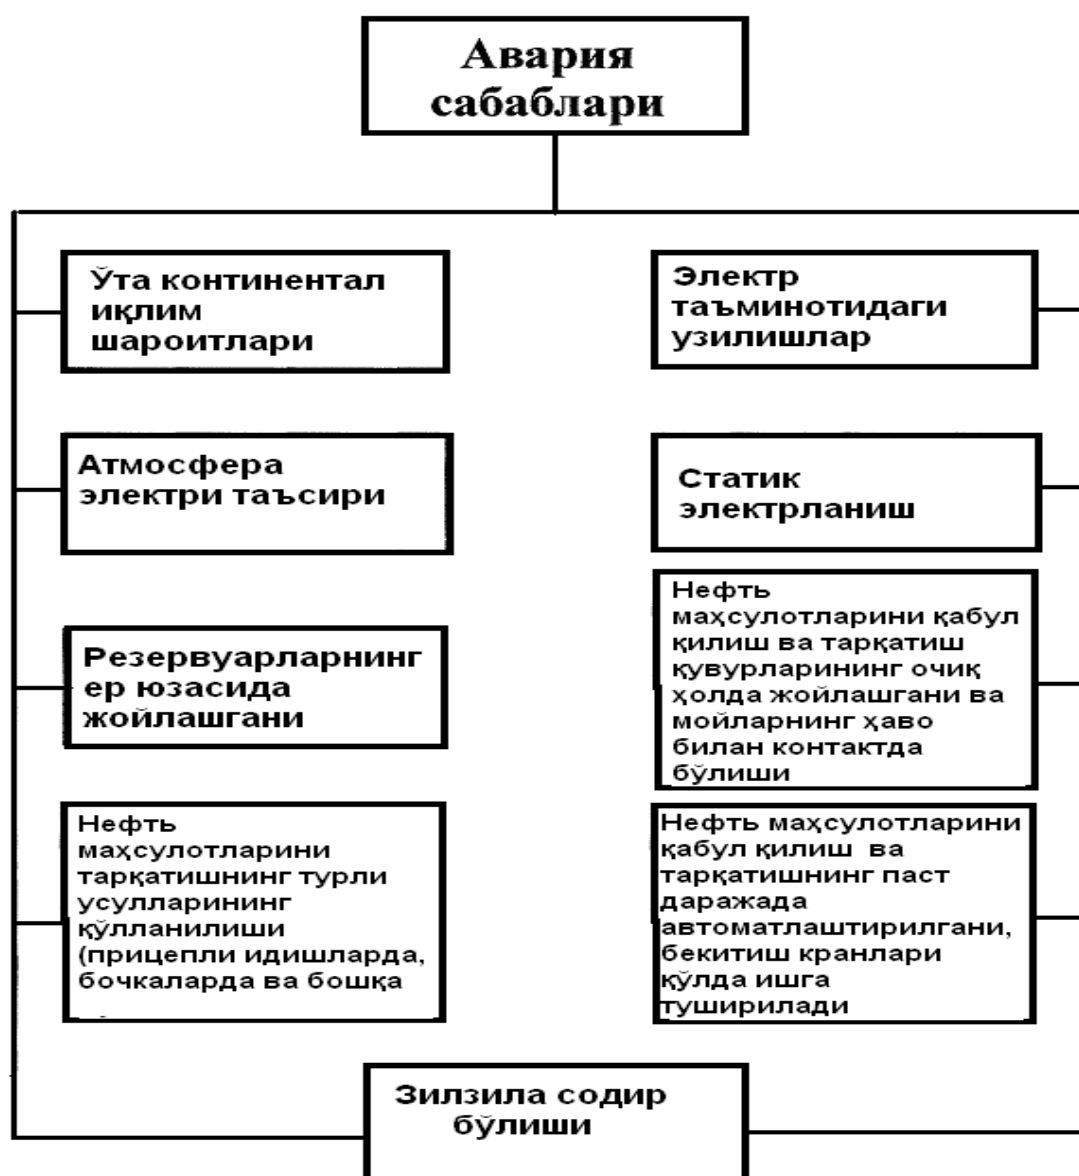 Авария
сабаблари
Ўта континентал
иқлим
шароитлари
Электр
таъминотидаги
узилишлар
Атмосфера
электри таъсири
Статик
электрланиш
Резервуарларнинг
ер юзасида
жойлашгани
Нефть
маҳсулотларини қабул
қилиш ва тарқатиш
қувурларининг очиқ
ҳолда жойлашгани ва
мойларнинг ҳаво
билан контактда
бўлиши
Нефть
маҳсулотларини
тарқатишнинг турли
усулларининг
қўлланилиши
(прицепли идишларда,
бочкаларда ва бошқа
Нефть маҳсулотларини
қабул қилиш ва
тарқатишнинг паст
даражада
автоматлаштирилгани,
бекитиш кранлари
қўлда ишга
туширилади
Зилзила содир
бўлиши